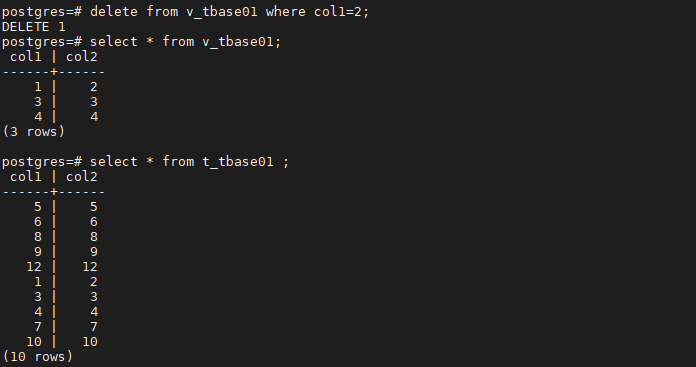 postgres=# delete from v_tbase01 where col1=2;
DELETE 1
postgres=# select * from v_tbase01;
 col1 | col2
------+------
    1 |    2
    3 |    3
    4 |    4
(3 rows)

postgres=# select * from t_tbase01 ;
 col1 | col2
------+------
    5 |    5
    6 |    6
    8 |    8
    9 |    9
   12 |   12
    1 |    2
    3 |    3
    4 |    4
    7 |    7
   10 |   10
(10 rows)